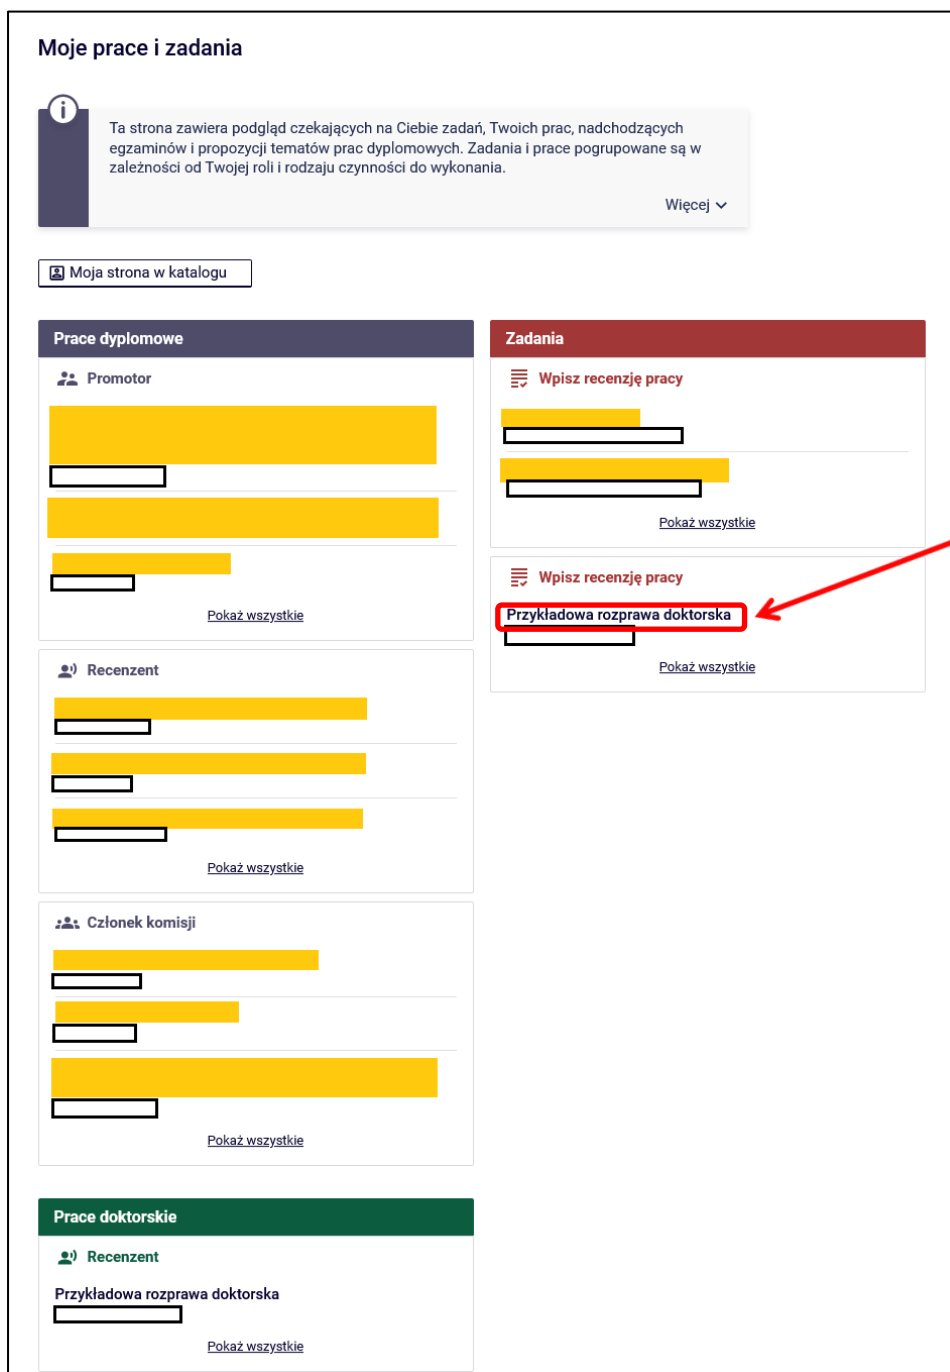 Moje prace i zadania
Ta strona zawiera podgląd czekających na Ciebie zadań, Twoich prac, nadchodzących
egzaminów i propozycji tematów prac dyplomowych. Zadania i prace pogrupowane są w
zależności od Twojej roli i rodzaju czynności do wykonania.
Więcej
Moja strona w katalogu
Prace dyplomowe
Promotor
Pokaż wszystkie
Recenzent
Pokaż wszystkie
Członek komisji
Pokaż wszystkie
Prace doktorskie
Recenzent
Przykładowa rozprawa doktorska
Pokaż wszystkie
Zadania
Wpisz recenzję pracy
Pokaż wszystkie
Wpisz recenzję pracy
Przykładowa rozprawa doktorska
Pokaż wszystkie